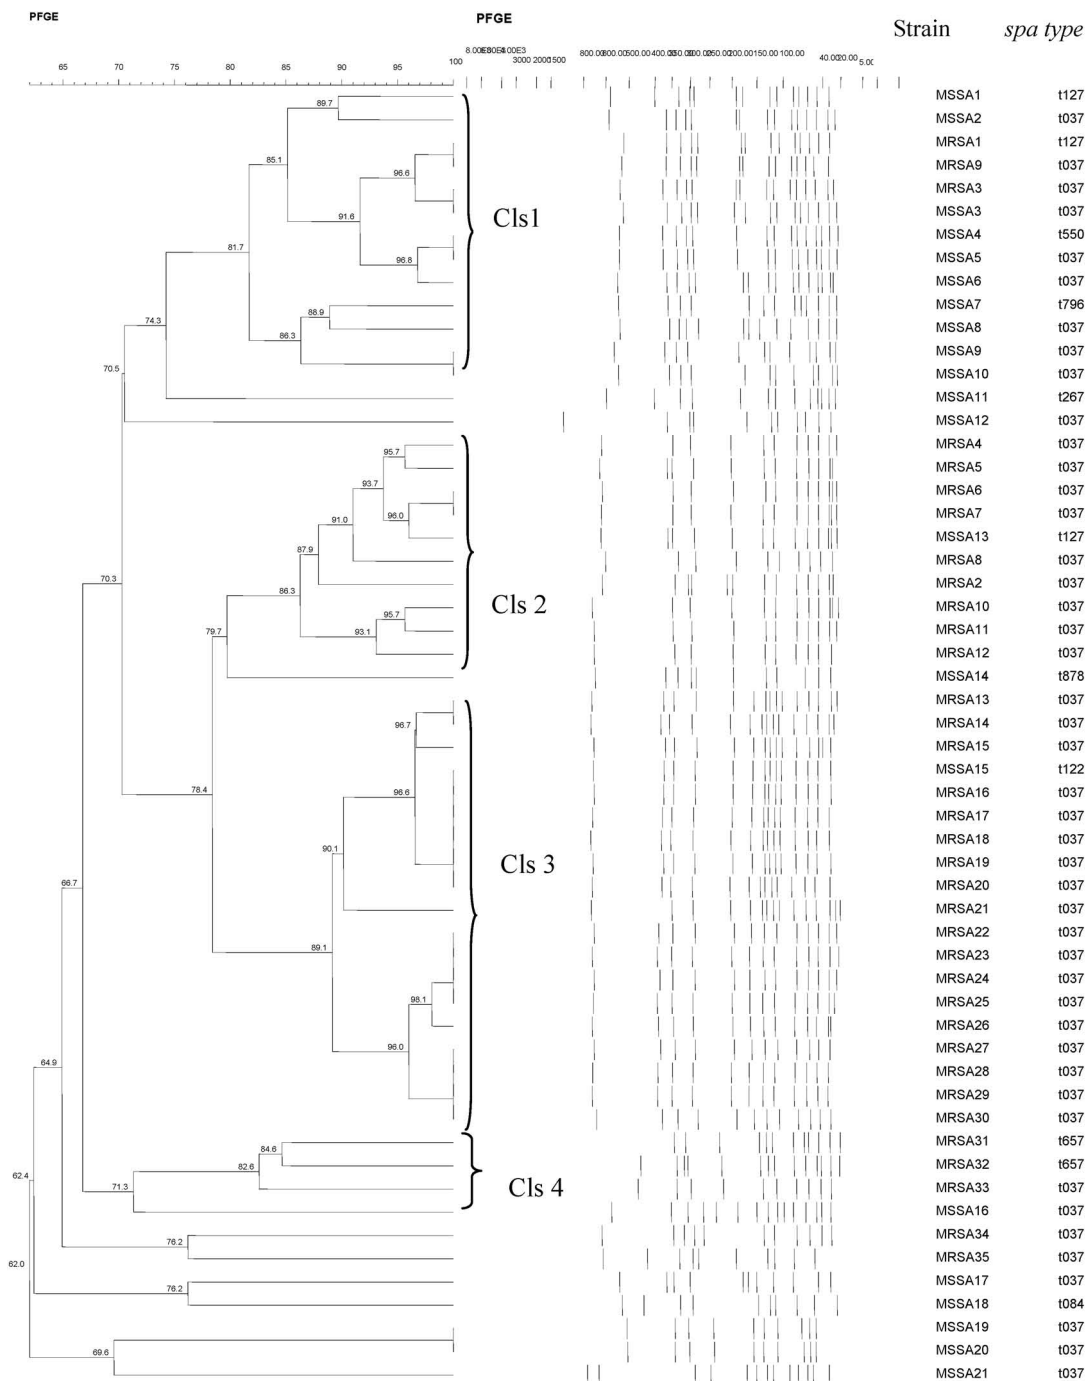 PFGE
PFGE
Strain spa type
65 70 75 80 85 90 95 100
3000 2000 1500
MSSA1 t127
89.7
MSSA2 t037
MRSA1 t127
85.1
MRSA9 t037
96.6
MRSA3 t037
MSSA3 t037
91.6
Cls1
MSSA4 t550
81.7
MSSA5 t037
96.8
MSSA6 t037
MSSA7 t796
88.9
74.3
MSSA8 t037
86.3
MSSA9 t037
70.5
MSSA10 t037
MSSA11 t267
MSSA12 t037
MRSA4 t037
95.7
MRSA5 t037
93.7
MRSA6 t037
MRSA7 t037
91.0
96.0
MSSA13 t127
87.9
MRSA8 t037
70.3
MRSA2 t037
86.3
Cls 2
MRSA10 t037
95.7
MRSA11 t037
79.7
93.1
MRSA12 t037
MSSA14 t878
MRSA13 t037
MRSA14 t037
96.7
MRSA15 t037
MSSA15 t122
78.4
96.6
MRSA16 t037
MRSA17 t037
MRSA18 t037
90.1
Cls 3
MRSA19 t037
66.7
MRSA20 t037
MRSA21 t037
MRSA22 t037
89.1
MRSA23 t037
MRSA24 t037
98.1
MRSA25 t037
MRSA26 t037
96.0
MRSA27 t037
64.9
MRSA28 t037
MRSA29 t037
MRSA30 t037
MRSA31 t657
84.6
MRSA32 t657
82.6
62.4
MRSA33 t037
71.3
Cls 4
MSSA16 t037
MRSA34 t037
76.2
MRSA35 t037
62.0
MSSA17 t037
76.2
MSSA18 t084
MSSA19 t037
MSSA20 t037
69.6
MSSA21 t037